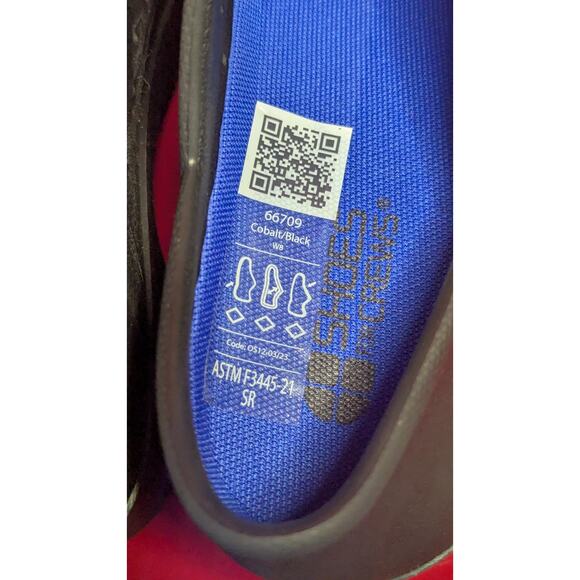 66709
Cobalt/Black
W8
Code: OS12-03/23
ASTM F3445-21
SR
SHOES
FOR CREWS®